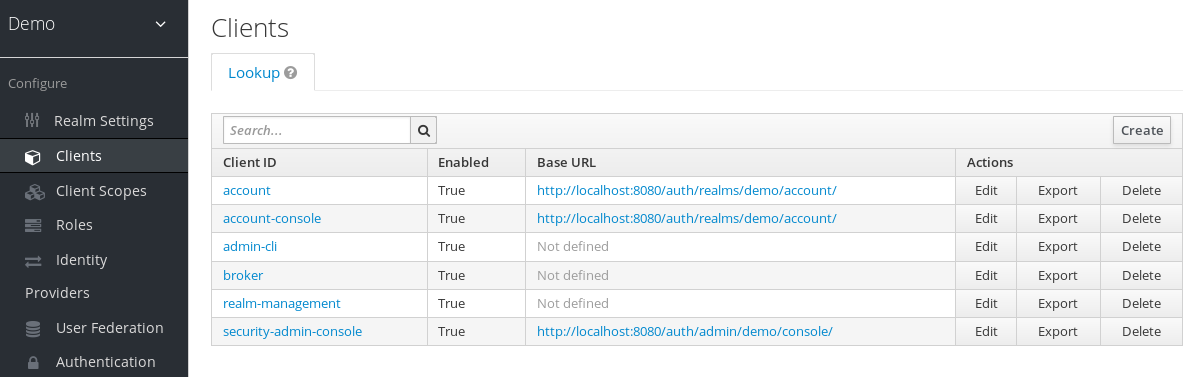 Demo
Configure
Realm Settings
Clients
Client Scopes
Roles
Identity
Providers
User Federation
Authentication
Clients
Lookup
Search...
Create
Client ID Enabled Base URL Actions
account True http://localhost:8080/auth/realms/demo/account/ Edit Export Delete
account-console True http://localhost:8080/auth/realms/demo/account/ Edit Export Delete
admin-cli True Not defined Edit Export Delete
broker True Not defined Edit Export Delete
realm-management True Not defined Edit Export Delete
security-admin-console True http://localhost:8080/auth/admin/demo/console/ Edit Export Delete